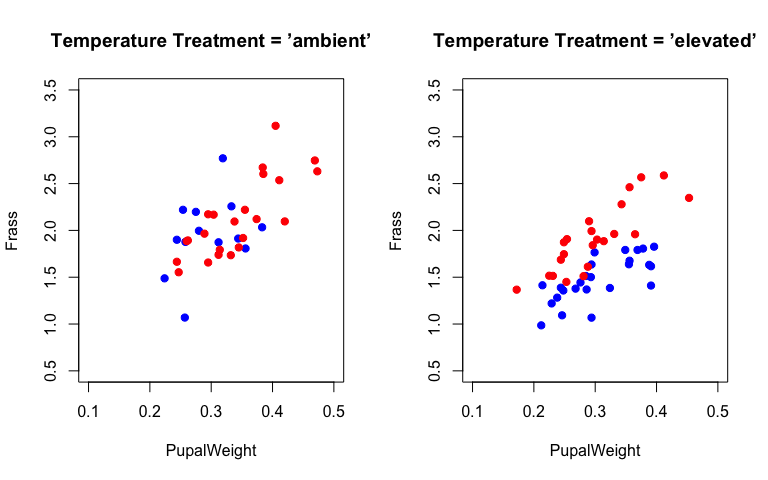 Temperature Treatment = ’ambient’
Frass
3.5
3.0
2.5
2.0
1.5
1.0
0.5
0.1 0.2 0.3 0.4 0.5
PupalWeight
Temperature Treatment = ’elevated’
Frass
3.5
3.0
2.5
2.0
1.5
1.0
0.5
0.1 0.2 0.3 0.4 0.5
PupalWeight